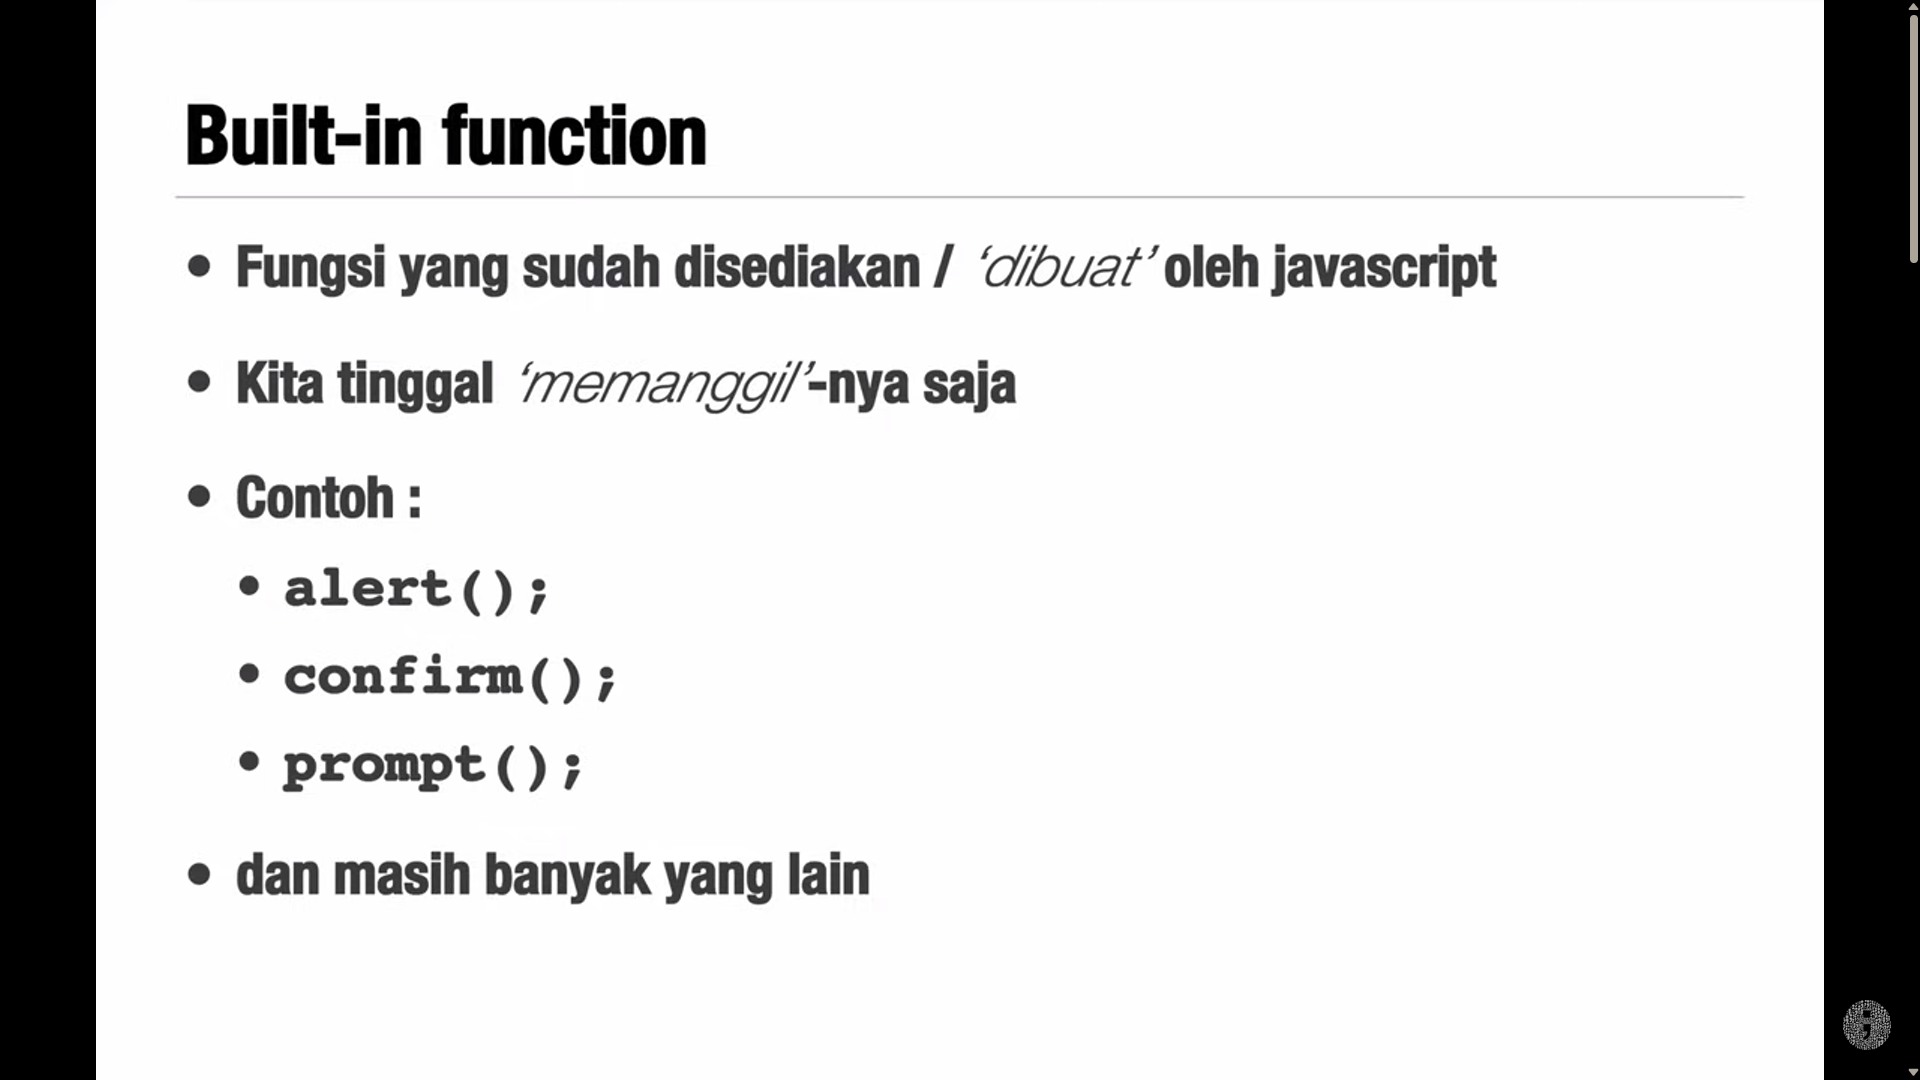 Built-in function
• Fungsi yang sudah disediakan / ‘dibuat’ oleh javascript
• Kita tinggal ‘memanggil’-nya saja
• Contoh :
• alert();
• confirm();
• prompt();
• dan masih banyak yang lain